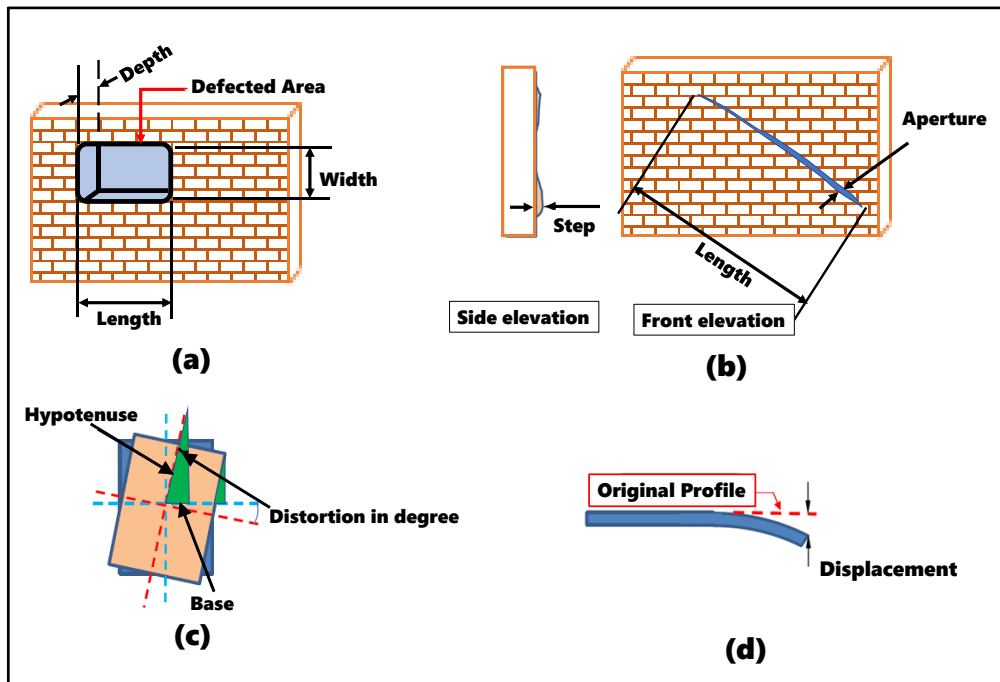 Depth
Defected Area
Width
Length
(a)
Aperture
Step
Length
Side elevation
Front elevation
(b)
Hypotenuse
Distortion in degree
Base
(c)
Original Profile
Displacement
(d)